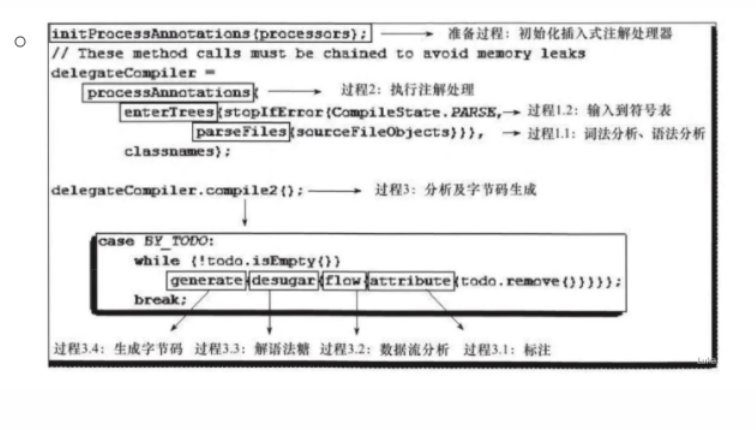 initProcessAnnotations(processors); 准备过程：初始化插入式注解处理器
// These method calls must be chained to avoid memory leaks
delegateCompiler =
processAnnotations( 过程2：执行注解处理
enterTrees(stopIfError(CompileState.PARSE, 过程1.2：输入到符号表
parseFiles(sourceFileObjects))), 过程1.1：词法分析、语法分析
classnames);
delegateCompiler.compile2(); 过程3：分析及字节码生成
case BY_TODO:
while (!todo.isEmpty())
generate(desugar(flow(attribute(todo.remove()))));
break;
过程3.4：生成字节码 过程3.3：解语法糖 过程3.2：数据流分析 过程3.1：标注